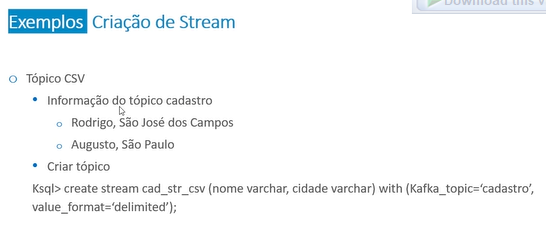 Download this v
Exemplos Criação de Stream
Tópico CSV
Informação do tópico cadastro
Rodrigo, São José dos Campos
Augusto, São Paulo
Criar tópico
Ksql> create stream cad_str_csv (nome varchar, cidade varchar) with (Kafka_topic=‘cadastro’,
value_format=‘delimited’);